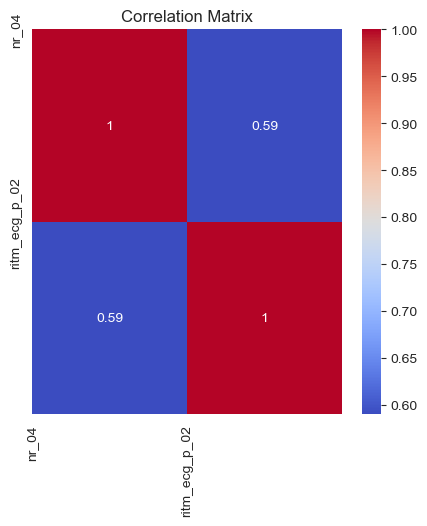 Correlation Matrix
nr_04
ritm_ecg_p_02
1
0.59
0.59
1
nr_04
ritm_ecg_p_02
1.00
0.95
0.90
0.85
0.80
0.75
0.70
0.65
0.60